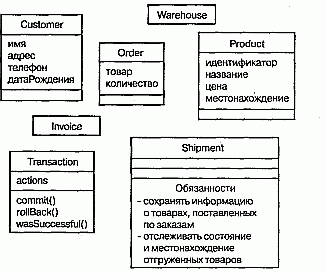 Warehouse
Customer
имя
адрес
телефон
датаРождения
Order
товар
количество
Product
идентификатор
название
цена
местонахождение
Invoice
Transaction
actions
commit()
rollBack()
wasSuccessful()
Shipment
Обязанности
- сохранять информацию
о товарах, поставленных
по заказам
- отслеживать состояние
и местонахождение
отгруженных товаров